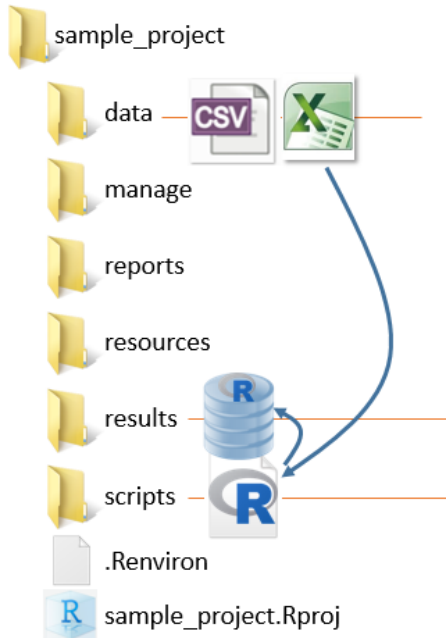 sample_project
data
CSV
X
manage
reports
resources
R
results
scripts
R
.Renviron
R
sample_project.Rproj